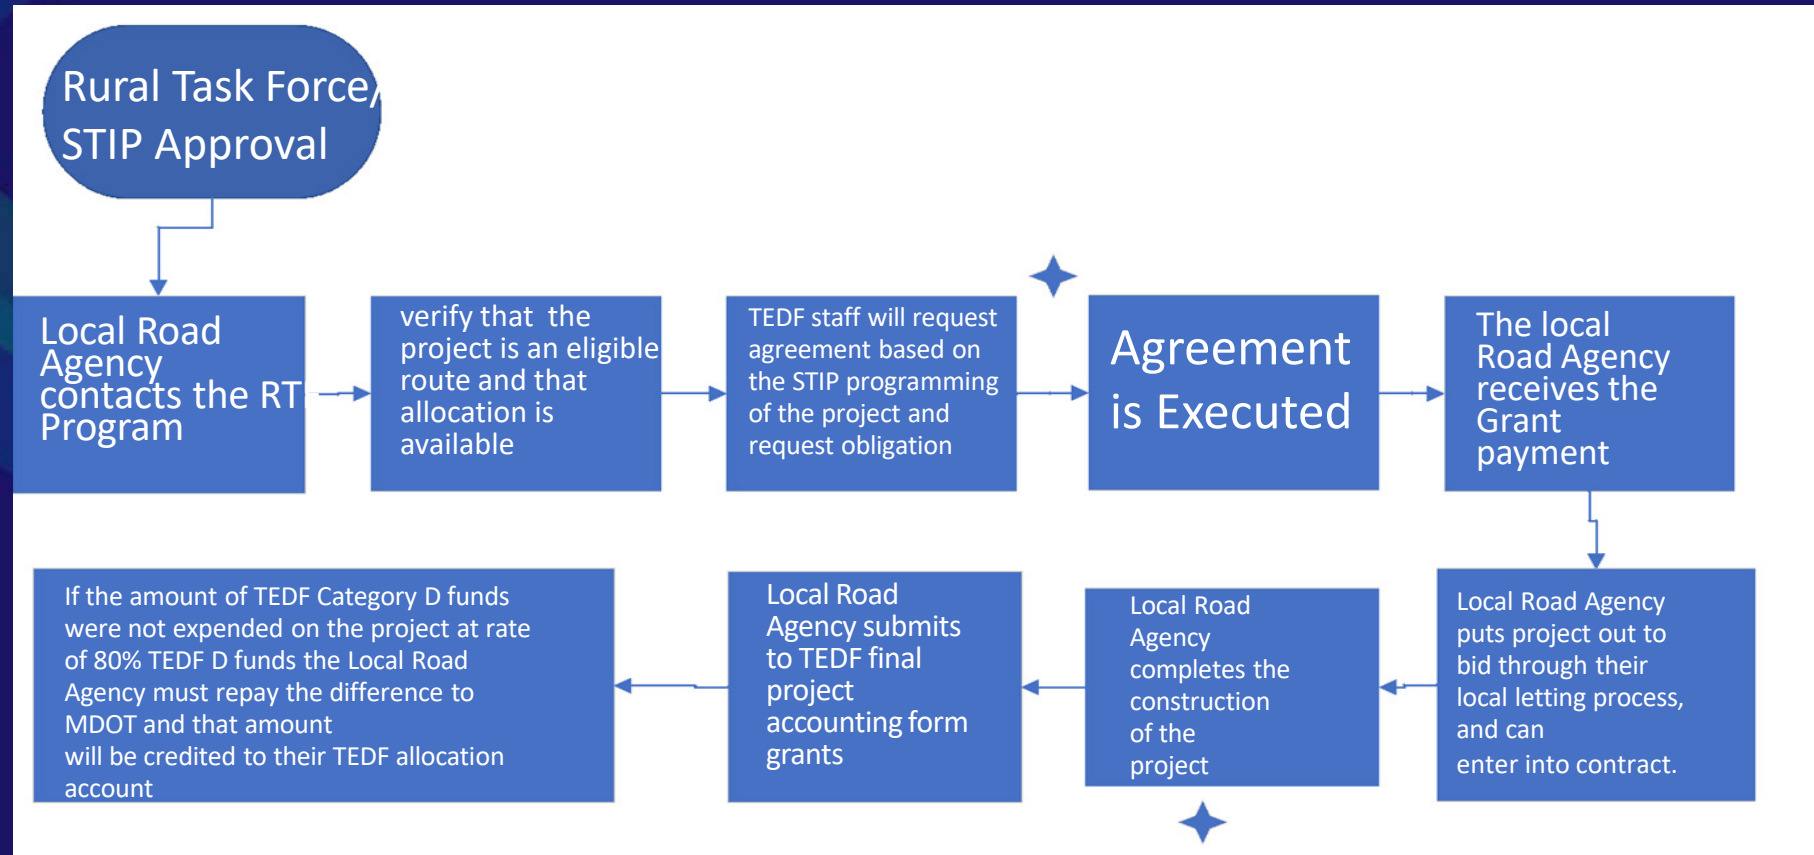 Rural Task Force/
STIP Approval
Local Road
Agency
contacts the RT
Program
verify that the
project is an eligible
route and that
allocation is
available
TEDF staff will request
agreement based on
the STIP programming
of the project and
request obligation
Agreement
is Executed
The local
Road Agency
receives the
Grant
payment
Local Road Agency
puts project out to
bid through their
local letting process,
and can
enter into contract.
Local Road
Agency
completes the
construction
of the
project
Local Road
Agency submits
to TEDF final
project
accounting form
grants
If the amount of TEDF Category D funds
were not expended on the project at rate
of 80% TEDF D funds the Local Road
Agency must repay the difference to
MDOT and that amount
will be credited to their TEDF allocation
account